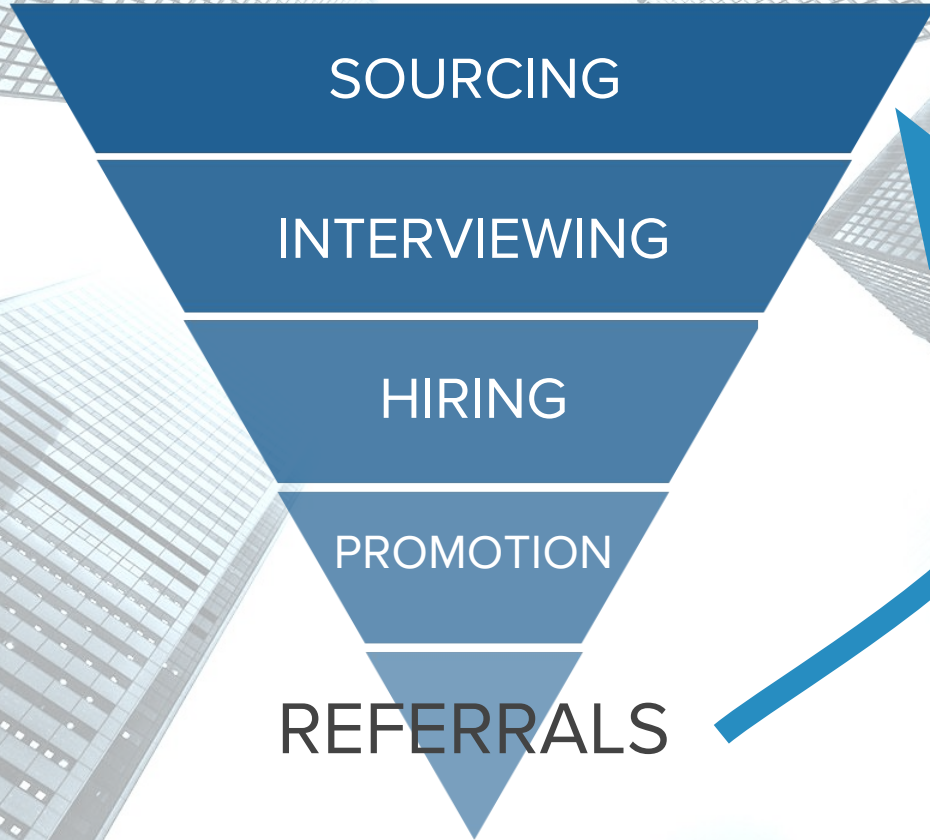 SOURCING
INTERVIEWING
HIRING
PROMOTION
REFERRALS